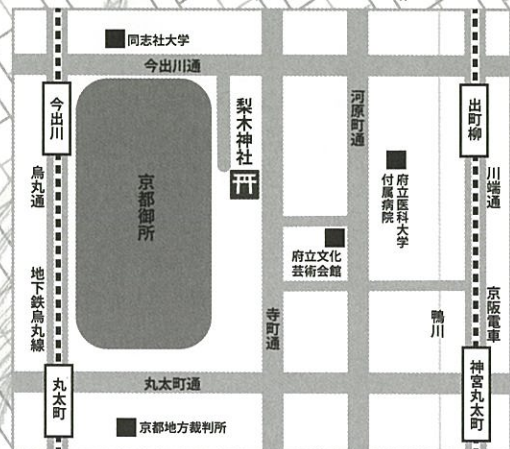 同志社大学
今出川通
今出川
梨木神社
河原町通
出町柳
烏丸通
京都御所
府立医科大学
付属病院
川端通
府立文化
芸術会館
地下鉄烏丸線
寺町通
鴨川
京阪電車
丸太町
丸太町通
神宮丸太町
京都地方裁判所